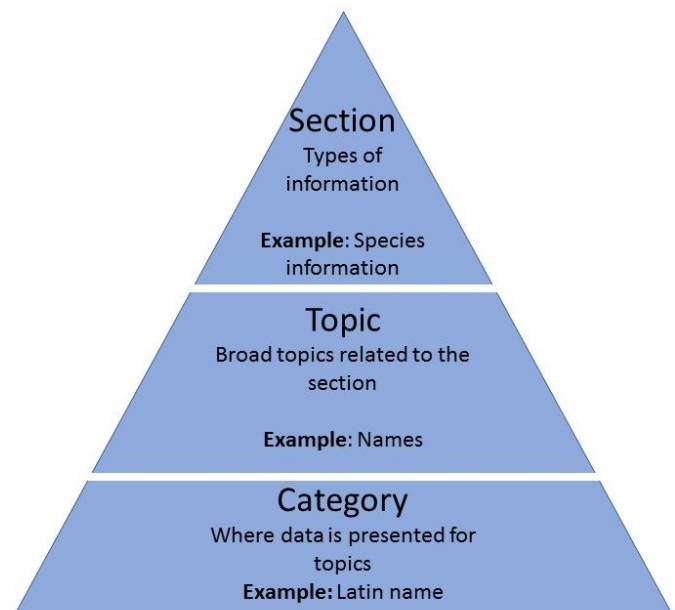 Section
Types of
information
Example: Species
information
Topic
Broad topics related to the
section
Example: Names
Category
Where data is presented for
topics
Example: Latin name